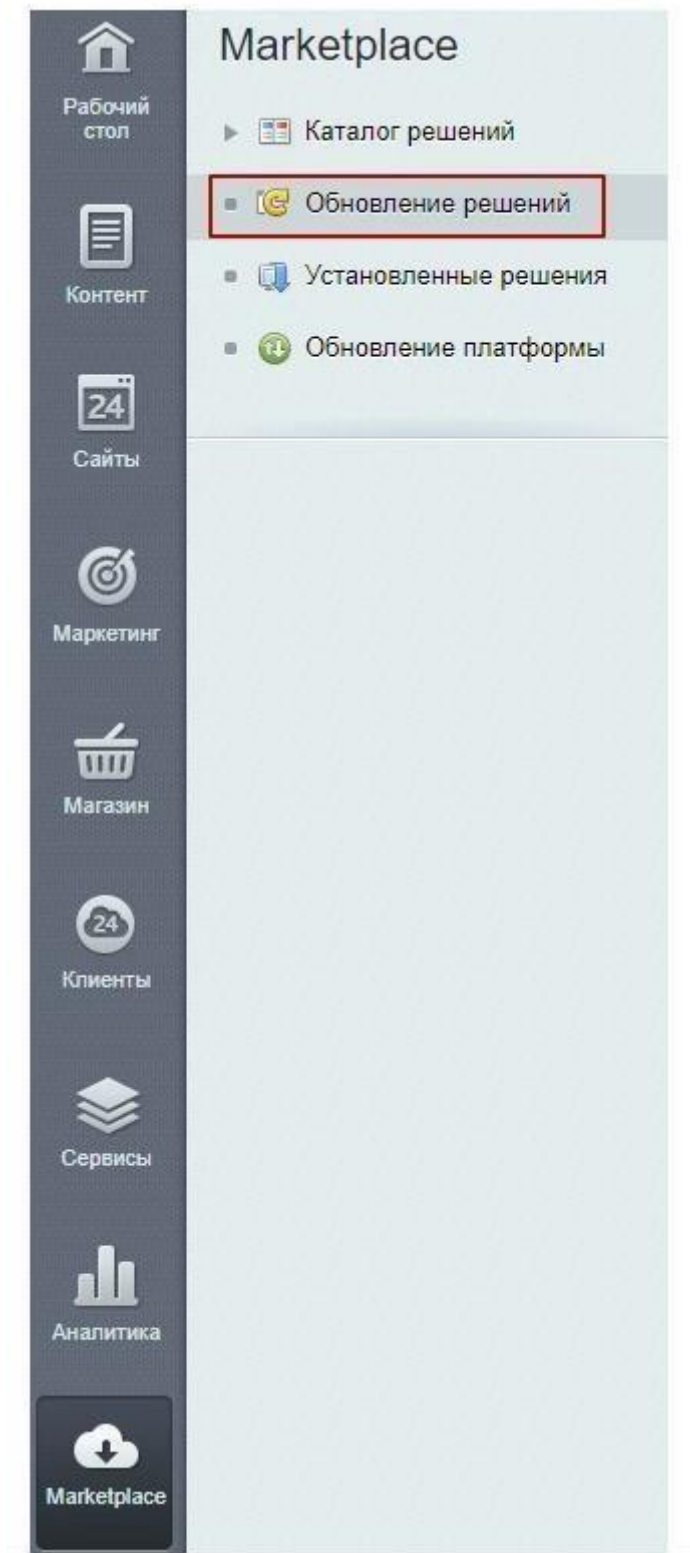 Marketplace
Рабочий
стол
Каталог решений
Обновление решений
Контент
Установленные решения
Обновление платформы
24
Сайты
Маркетинг
Магазин
24
Клиенты
Сервисы
Аналитика
Marketplace